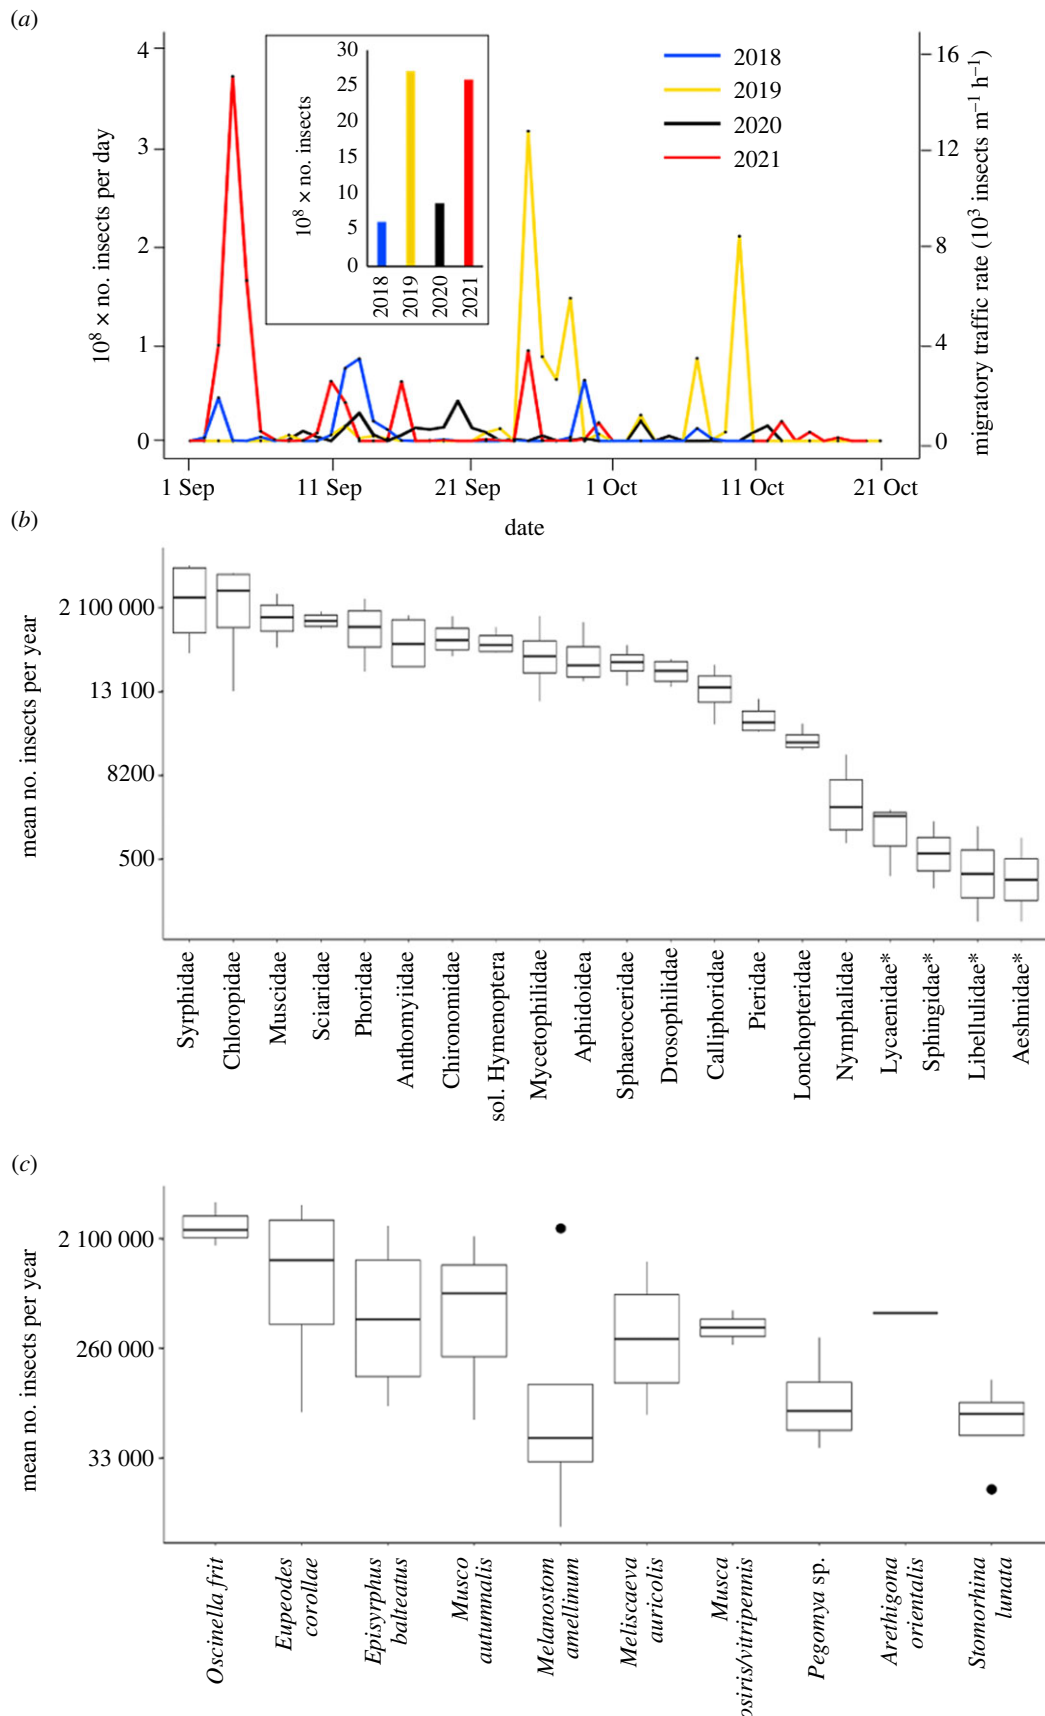 (a)
10⁸ × no. insects per day
4
3
2
1
0
10⁸ × no. insects
30
25
20
15
10
5
0
2018
2019
2020
2021
2018
2019
2020
2021
16
12
8
4
0
migratory traffic rate (10³ insects m⁻¹ h⁻¹)
1 Sep
11 Sep
21 Sep
1 Oct
11 Oct
21 Oct
date
(b)
mean no. insects per year
2 100 000
13 100
8200
500
Syrphidae
Chloropidae
Muscidae
Sciaridae
Phoridae
Anthomyiidae
Chironomidae
sol. Hymenoptera
Mycetophilidae
Aphidoidea
Sphaeroceridae
Drosophilidae
Calliphoridae
Pieridae
Lonchopteridae
Nymphalidae
Lycaenidae*
Sphingidae*
Libellulidae*
Aeshnidae*
(c)
mean no. insects per year
2 100 000
260 000
33 000
Oscinella frit
Eupeodes
corollae
Episyrphus
balteatus
Musco
autumnalis
Melanostom
amellinum
Meliscaeva
auricolis
Musca
osiris/vitripennis
Pegomya sp.
Arethigona
orientalis
Stomorhina
lunata